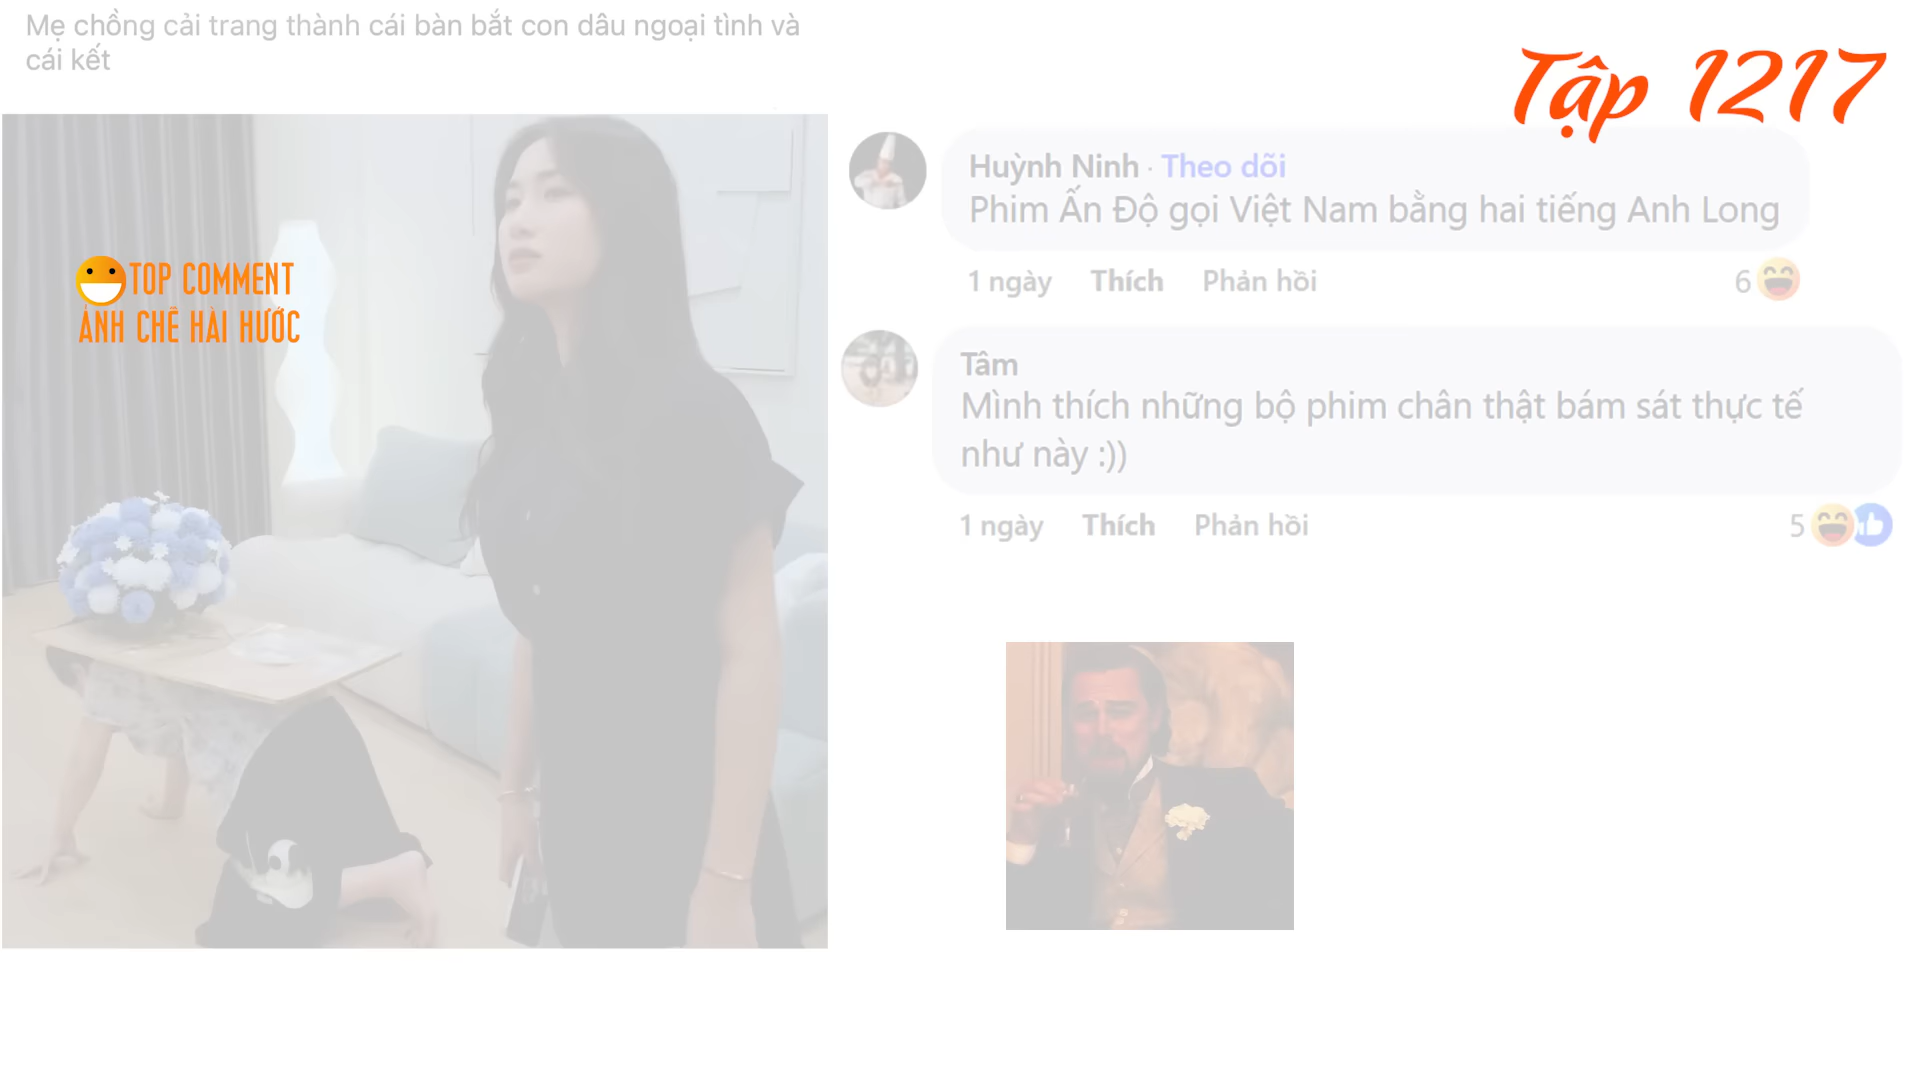 Mẹ chồng cải trang thành cái bàn bắt con dâu ngoại tình và
cái kết
Tập 1217
TOP COMMENT
ẢNH CHẾ HÀI HƯỚC
Huỳnh Ninh · Theo dõi
Phim Ấn Độ gọi Việt Nam bằng hai tiếng Anh Long
1 ngày Thích Phản hồi 6
Tâm
Mình thích những bộ phim chân thật bám sát thực tế
như này :))
1 ngày Thích Phản hồi 5